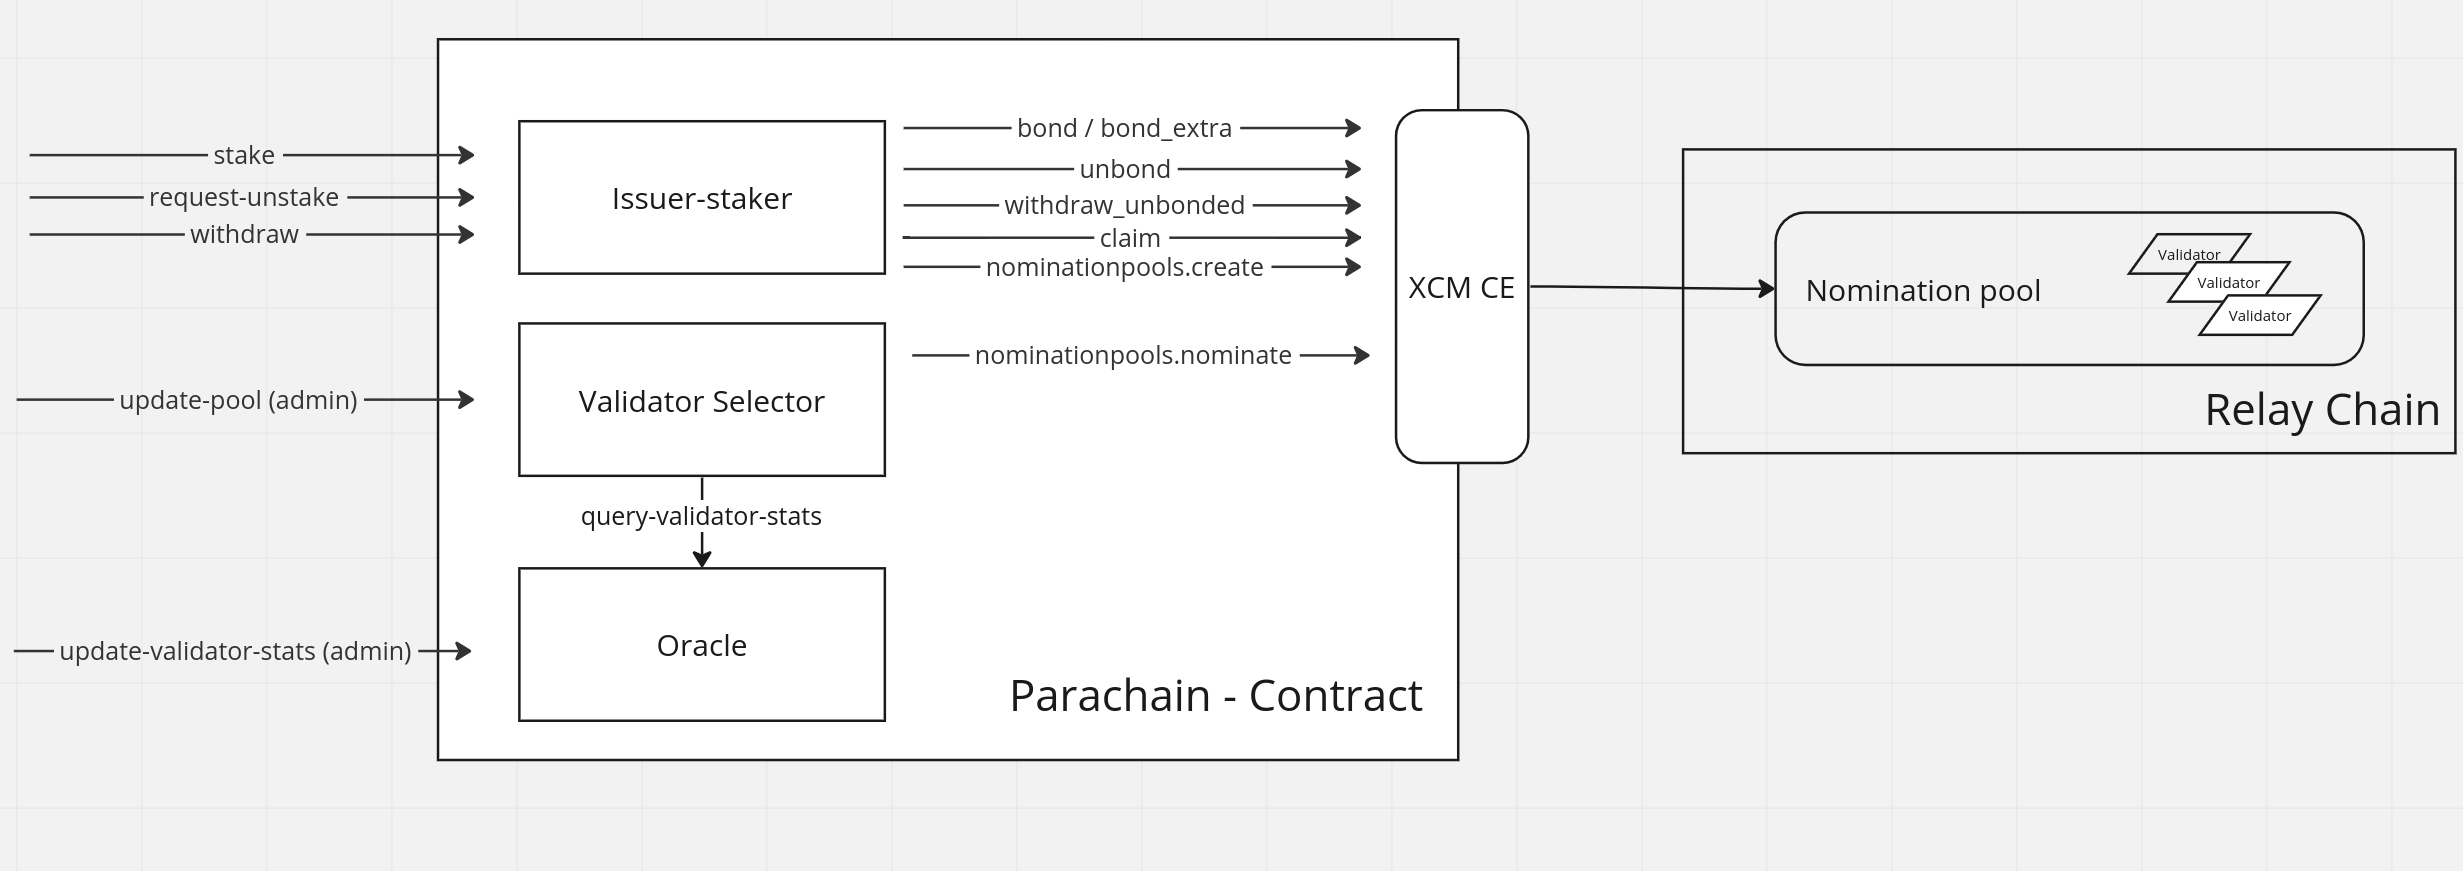 stake
request-unstake
withdraw
update-pool (admin)
update-validator-stats (admin)
Issuer-staker
Validator Selector
query-validator-stats
Oracle
bond / bond_extra
unbond
withdraw_unbonded
claim
nominationpools.create
nominationpools.nominate
Parachain - Contract
XCM CE
Nomination pool
Validator
Validator
Validator
Relay Chain